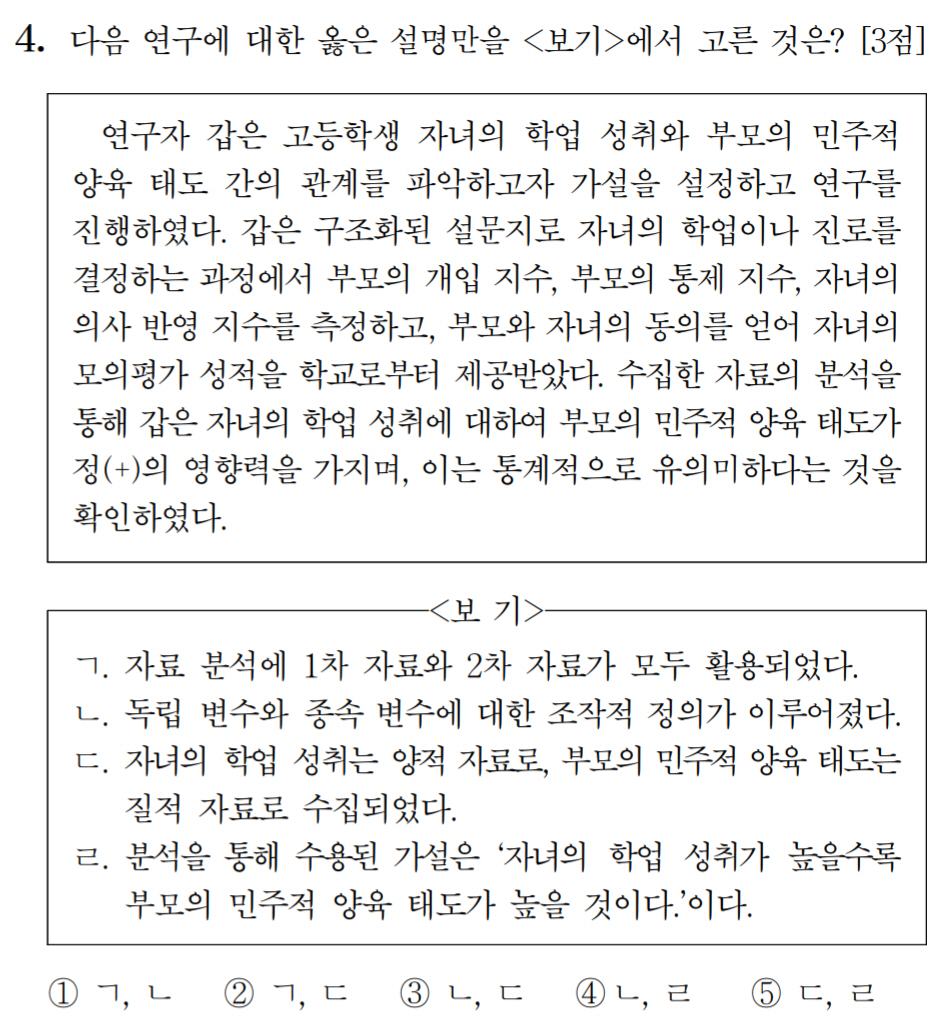 4. 다음 연구에 대한 옳은 설명만을 <보기>에서 고른 것은? [3점]
연구자 갑은 고등학생 자녀의 학업 성취와 부모의 민주적
양육 태도 간의 관계를 파악하고자 가설을 설정하고 연구를
진행하였다. 갑은 구조화된 설문지로 자녀의 학업이나 진로를
결정하는 과정에서 부모의 개입 지수, 부모의 통제 지수, 자녀의
의사 반영 지수를 측정하고, 부모와 자녀의 동의를 얻어 자녀의
모의평가 성적을 학교로부터 제공받았다. 수집한 자료의 분석을
통해 갑은 자녀의 학업 성취에 대하여 부모의 민주적 양육 태도가
정(+)의 영향력을 가지며, 이는 통계적으로 유의미하다는 것을
확인하였다.
<보 기>
ㄱ. 자료 분석에 1차 자료와 2차 자료가 모두 활용되었다.
ㄴ. 독립 변수와 종속 변수에 대한 조작적 정의가 이루어졌다.
ㄷ. 자녀의 학업 성취는 양적 자료로, 부모의 민주적 양육 태도는
질적 자료로 수집되었다.
ㄹ. 분석을 통해 수용된 가설은 ‘자녀의 학업 성취가 높을수록
부모의 민주적 양육 태도가 높을 것이다.’이다.
① ㄱ, ㄴ ② ㄱ, ㄷ ③ ㄴ, ㄷ ④ ㄴ, ㄹ ⑤ ㄷ, ㄹ